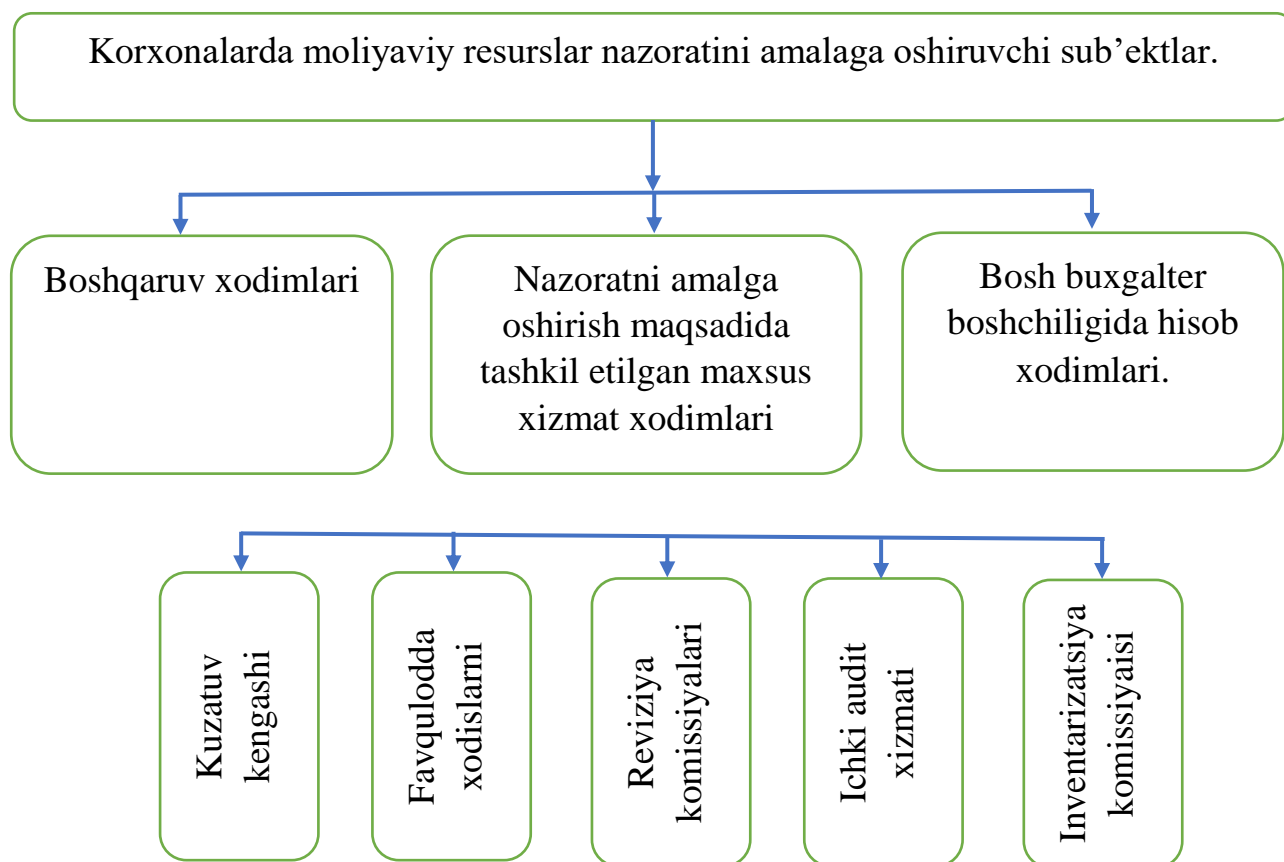 Korxonalarda moliyaviy resurslar nazoratini amalaga oshiruvchi sub’ektlar.
Boshqaruv xodimlari
Nazoratni amalga
oshirish maqsadida
tashkil etilgan maxsus
xizmat xodimlari
Bosh buxgalter
boshchiligida hisob
xodimlari.
Kuzatuv
kengashi
Favqulodda
xodislarni
Reviziya
komissiyalari
Ichki audit
xizmati
Inventarizatsiya
komissiyaisi